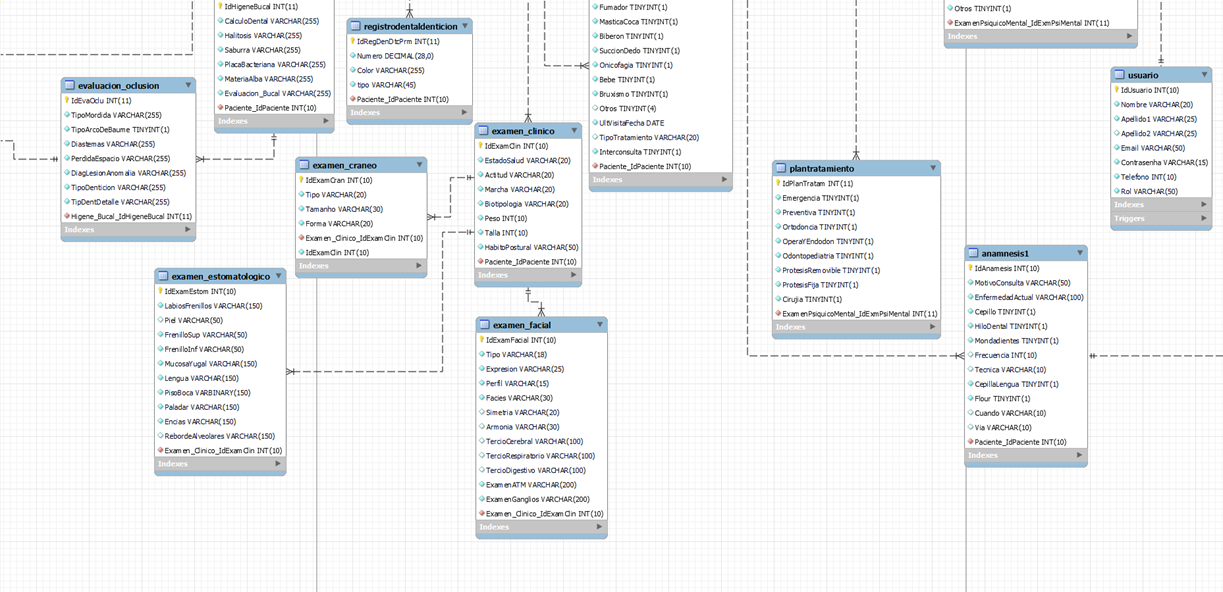 IdHigeneBucal INT(11)
CalculoDental VARCHAR(255)
Halitosis VARCHAR(255)
Saburra VARCHAR(255)
PlacaBacteriana VARCHAR(255)
MateriaAlba VARCHAR(255)
Evaluacion_Bucal VARCHAR(255)
Paciente_IdPaciente INT(10)
Indexes
registrodentaldenticion
IdRegDenDtcPrm INT(11)
Numero DECIMAL(28,0)
Color VARCHAR(255)
tipo VARCHAR(45)
Paciente_IdPaciente INT(10)
Indexes
Fumador TINYINT(1)
MasticaCoca TINYINT(1)
Biberon TINYINT(1)
SuccionDedo TINYINT(1)
Onicofagia TINYINT(1)
Bebe TINYINT(1)
Bruxismo TINYINT(1)
Otros TINYINT(4)
UltVisitaFecha DATE
TipoTratamiento VARCHAR(20)
Interconsulta TINYINT(1)
Paciente_IdPaciente INT(10)
Indexes
Otros TINYINT(1)
ExamenPsiquicoMental_IdExmPsiMental INT(11)
Indexes
evaluacion_oclusion
IdEvaOclu INT(11)
TipoMordida VARCHAR(255)
TipoArcoDeBaume TINYINT(1)
Diastemas VARCHAR(255)
PerdidaEspacio VARCHAR(255)
DiagLesionAnomalia VARCHAR(255)
TipoDenticion VARCHAR(255)
TipDentDetalle VARCHAR(255)
Higene_Bucal_IdHigeneBucal INT(11)
Indexes
usuario
IdUsuario INT(10)
Nombre VARCHAR(20)
Apellido1 VARCHAR(25)
Apellido2 VARCHAR(25)
Email VARCHAR(50)
Contrasenha VARCHAR(15)
Telefono INT(10)
Rol VARCHAR(50)
Indexes
Triggers
examen_clinico
IdExamClin INT(10)
EstadoSalud VARCHAR(20)
Actitud VARCHAR(20)
Marcha VARCHAR(20)
Biotipologia VARCHAR(20)
Peso INT(10)
Talla INT(10)
HabitoPostural VARCHAR(50)
Paciente_IdPaciente INT(10)
Indexes
examen_craneo
IdExamCran INT(10)
Tipo VARCHAR(20)
Tamanho VARCHAR(30)
Forma VARCHAR(20)
Examen_Clinico_IdExamClin INT(10)
IdExamClin INT(10)
Indexes
plantratamiento
IdPlanTratam INT(11)
Emergencia TINYINT(1)
Preventiva TINYINT(1)
Ortodoncia TINYINT(1)
OperaYEndodon TINYINT(1)
Odontopediatria TINYINT(1)
ProtesisRemovible TINYINT(1)
ProtesisFija TINYINT(1)
Cirujia TINYINT(1)
ExamenPsiquicoMental_IdExmPsiMental INT(11)
Indexes
anamnesis1
IdAnamesis INT(10)
MotivoConsulta VARCHAR(50)
EnfermedadActual VARCHAR(100)
Cepillo TINYINT(1)
HiloDental TINYINT(1)
Mondadientes TINYINT(1)
Frecuencia INT(10)
Tecnica VARCHAR(10)
CepillaLengua TINYINT(1)
Flour TINYINT(1)
Cuando VARCHAR(10)
Via VARCHAR(10)
Paciente_IdPaciente INT(10)
Indexes
examen_estomatologico
IdExamEstom INT(10)
LabiosFrenillos VARCHAR(150)
Piel VARCHAR(50)
FrenilloSup VARCHAR(50)
FrenilloInf VARCHAR(50)
MucosaYugal VARCHAR(150)
Lengua VARCHAR(150)
PisoBoca VARBINARY(150)
Paladar VARCHAR(150)
Encias VARCHAR(150)
RebordeAlveolares VARCHAR(150)
Examen_Clinico_IdExamClin INT(10)
Indexes
examen_facial
IdExamFacial INT(10)
Tipo VARCHAR(18)
Expresion VARCHAR(25)
Perfil VARCHAR(15)
Facies VARCHAR(30)
Simetria VARCHAR(20)
Armonia VARCHAR(30)
TercioCerebral VARCHAR(100)
TercioRespiratorio VARCHAR(100)
TercioDigestivo VARCHAR(100)
ExamenATM VARCHAR(200)
ExamenGanglios VARCHAR(200)
Examen_Clinico_IdExamClin INT(10)
Indexes